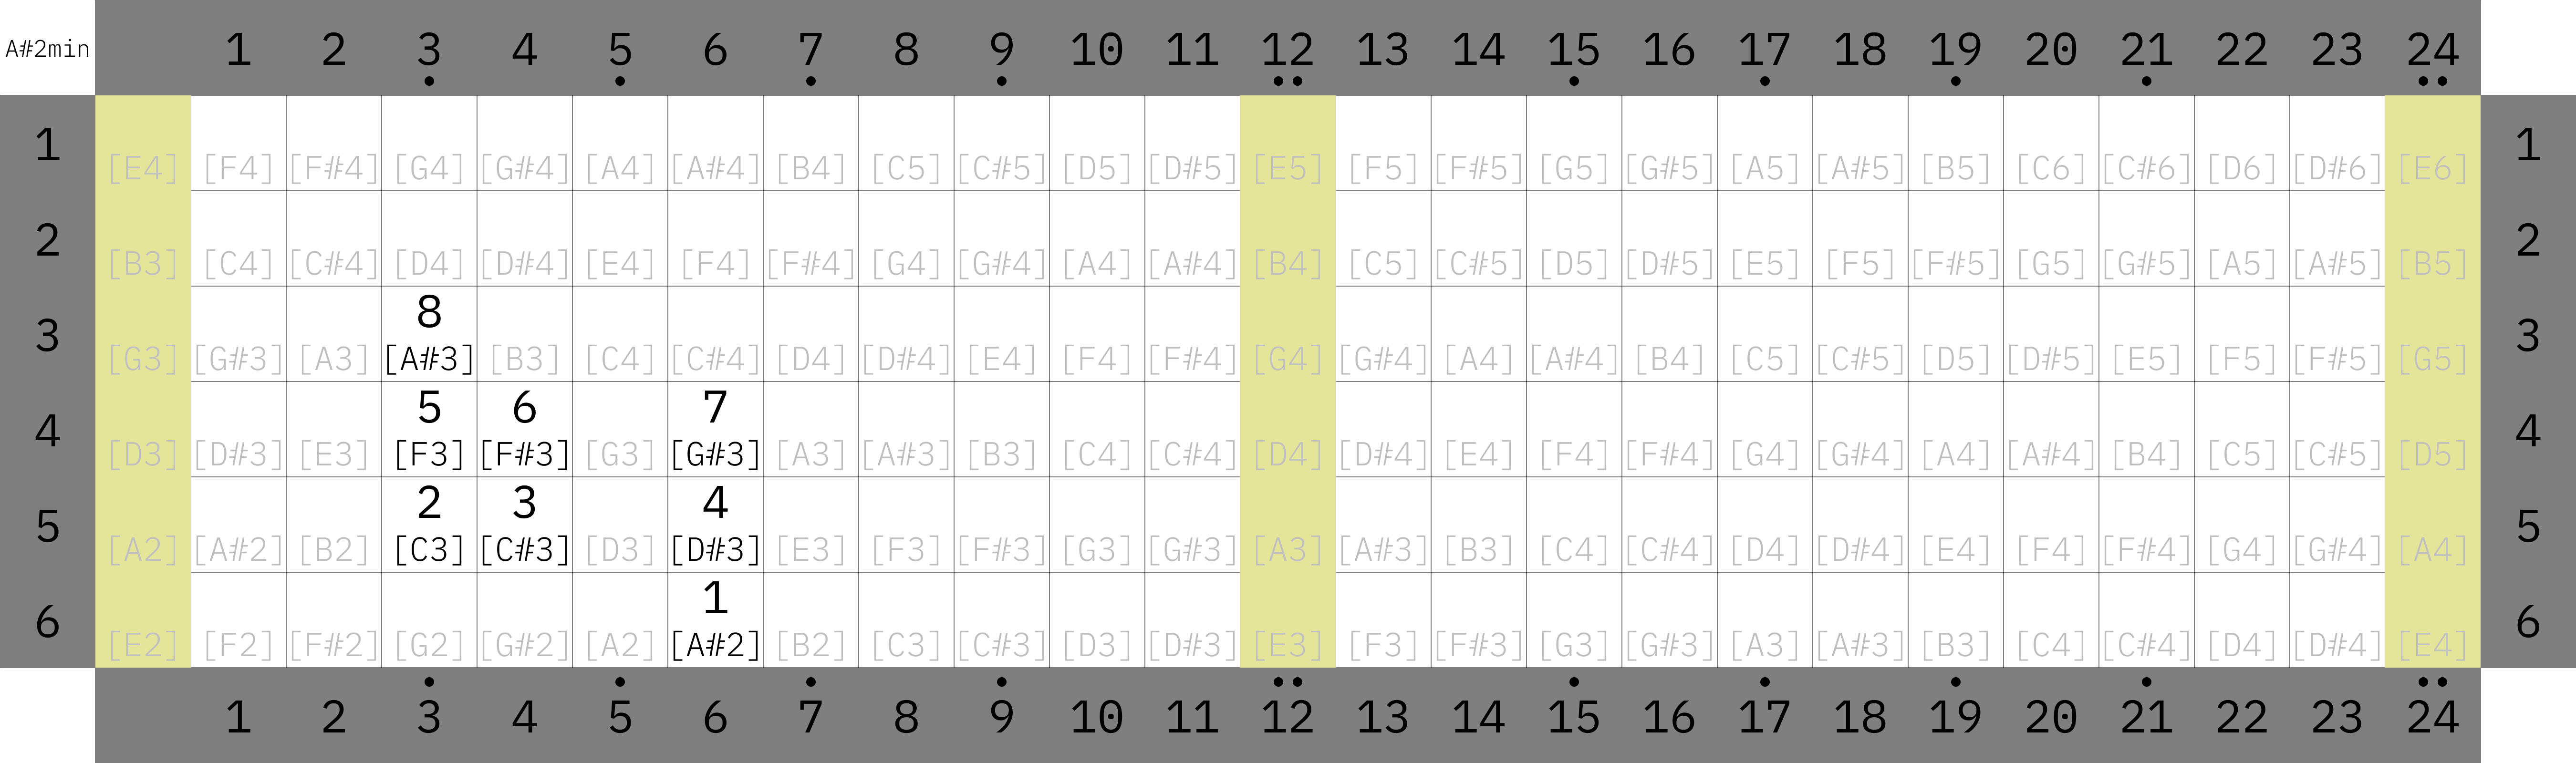 A#2min 1 2 3 4 5 6 7 8 9 10 11 12 13 14 15 16 17 18 19 20 21 22 23 24
1 [E4] [F4] [F#4] [G4] [G#4] [A4] [A#4] [B4] [C5] [C#5] [D5] [D#5] [E5] [F5] [F#5] [G5] [G#5] [A5] [A#5] [B5] [C6] [C#6] [D6] [D#6] [E6] 1
2 [B3] [C4] [C#4] [D4] [D#4] [E4] [F4] [F#4] [G4] [G#4] [A4] [A#4] [B4] [C5] [C#5] [D5] [D#5] [E5] [F5] [F#5] [G5] [G#5] [A5] [A#5] [B5] 2
8
3 [G3] [G#3] [A3] [A#3] [B3] [C4] [C#4] [D4] [D#4] [E4] [F4] [F#4] [G4] [G#4] [A4] [A#4] [B4] [C5] [C#5] [D5] [D#5] [E5] [F5] [F#5] [G5] 3
5 6 7
4 [D3] [D#3] [E3] [F3] [F#3] [G3] [G#3] [A3] [A#3] [B3] [C4] [C#4] [D4] [D#4] [E4] [F4] [F#4] [G4] [G#4] [A4] [A#4] [B4] [C5] [C#5] [D5] 4
2 3 4
5 [A2] [A#2] [B2] [C3] [C#3] [D3] [D#3] [E3] [F3] [F#3] [G3] [G#3] [A3] [A#3] [B3] [C4] [C#4] [D4] [D#4] [E4] [F4] [F#4] [G4] [G#4] [A4] 5
1
6 [E2] [F2] [F#2] [G2] [G#2] [A2] [A#2] [B2] [C3] [C#3] [D3] [D#3] [E3] [F3] [F#3] [G3] [G#3] [A3] [A#3] [B3] [C4] [C#4] [D4] [D#4] [E4] 6
1 2 3 4 5 6 7 8 9 10 11 12 13 14 15 16 17 18 19 20 21 22 23 24